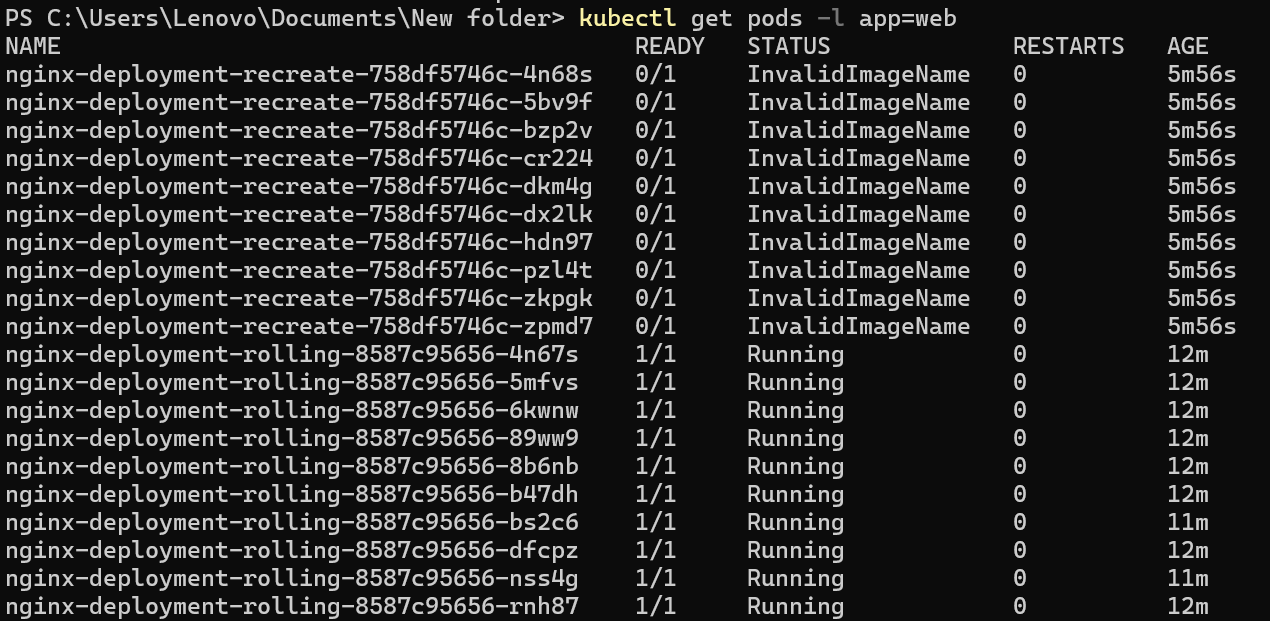 PS C:\Users\Lenovo\Documents\New folder> kubectl get pods -l app=web
NAME READY STATUS RESTARTS AGE
nginx-deployment-recreate-758df5746c-4n68s 0/1 InvalidImageName 0 5m56s
nginx-deployment-recreate-758df5746c-5bv9f 0/1 InvalidImageName 0 5m56s
nginx-deployment-recreate-758df5746c-bzp2v 0/1 InvalidImageName 0 5m56s
nginx-deployment-recreate-758df5746c-cr224 0/1 InvalidImageName 0 5m56s
nginx-deployment-recreate-758df5746c-dkm4g 0/1 InvalidImageName 0 5m56s
nginx-deployment-recreate-758df5746c-dx2lk 0/1 InvalidImageName 0 5m56s
nginx-deployment-recreate-758df5746c-hdn97 0/1 InvalidImageName 0 5m56s
nginx-deployment-recreate-758df5746c-pzl4t 0/1 InvalidImageName 0 5m56s
nginx-deployment-recreate-758df5746c-zkpgk 0/1 InvalidImageName 0 5m56s
nginx-deployment-recreate-758df5746c-zpmd7 0/1 InvalidImageName 0 5m56s
nginx-deployment-rolling-8587c95656-4n67s 1/1 Running 0 12m
nginx-deployment-rolling-8587c95656-5mfvs 1/1 Running 0 12m
nginx-deployment-rolling-8587c95656-6kwnw 1/1 Running 0 12m
nginx-deployment-rolling-8587c95656-89ww9 1/1 Running 0 12m
nginx-deployment-rolling-8587c95656-8b6nb 1/1 Running 0 12m
nginx-deployment-rolling-8587c95656-b47dh 1/1 Running 0 12m
nginx-deployment-rolling-8587c95656-bs2c6 1/1 Running 0 11m
nginx-deployment-rolling-8587c95656-dfcpz 1/1 Running 0 12m
nginx-deployment-rolling-8587c95656-nss4g 1/1 Running 0 11m
nginx-deployment-rolling-8587c95656-rnh87 1/1 Running 0 12m